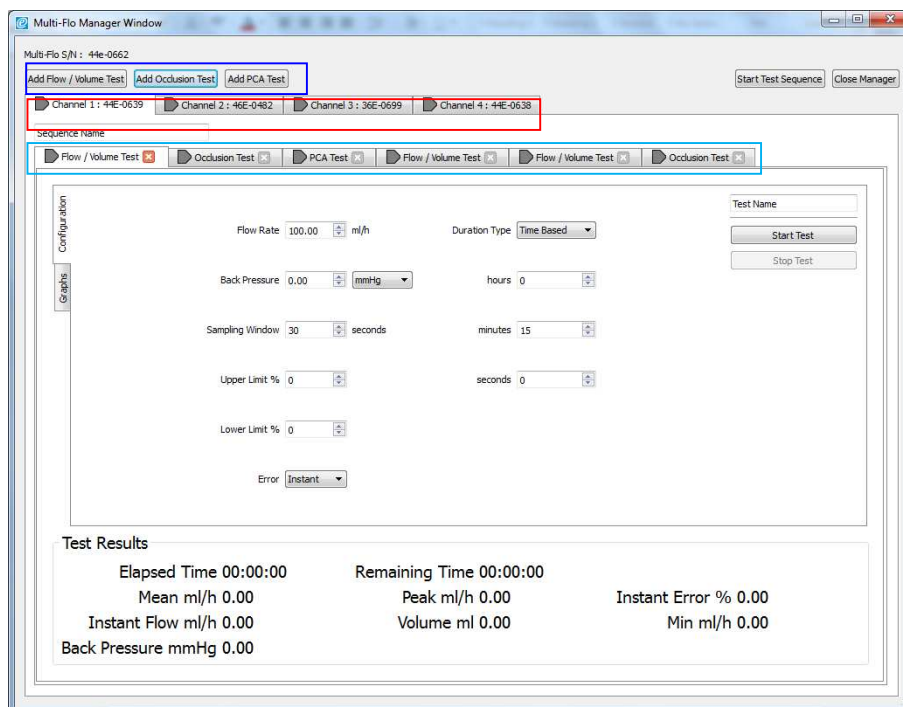 Multi-Flo Manager Window
Multi-Flo S/N : 44e-0662
Add Flow / Volume Test Add Occlusion Test Add PCA Test Start Test Sequence Close Manager
Channel 1 : 44E-0639 Channel 2 : 46E-0482 Channel 3 : 36E-0699 Channel 4 : 44E-0638
Sequence Name
Flow / Volume Test Occlusion Test PCA Test Flow / Volume Test Flow / Volume Test Occlusion Test
Configuration
Graphs
Test Name
Flow Rate 100.00 ml/h Duration Type Time Based Start Test
Stop Test
Back Pressure 0.00 mmHg hours 0
Sampling Window 30 seconds minutes 15
Upper Limit % 0 seconds 0
Lower Limit % 0
Error Instant
Test Results
Elapsed Time 00:00:00 Remaining Time 00:00:00
Mean ml/h 0.00 Peak ml/h 0.00 Instant Error % 0.00
Instant Flow ml/h 0.00 Volume ml 0.00 Min ml/h 0.00
Back Pressure mmHg 0.00